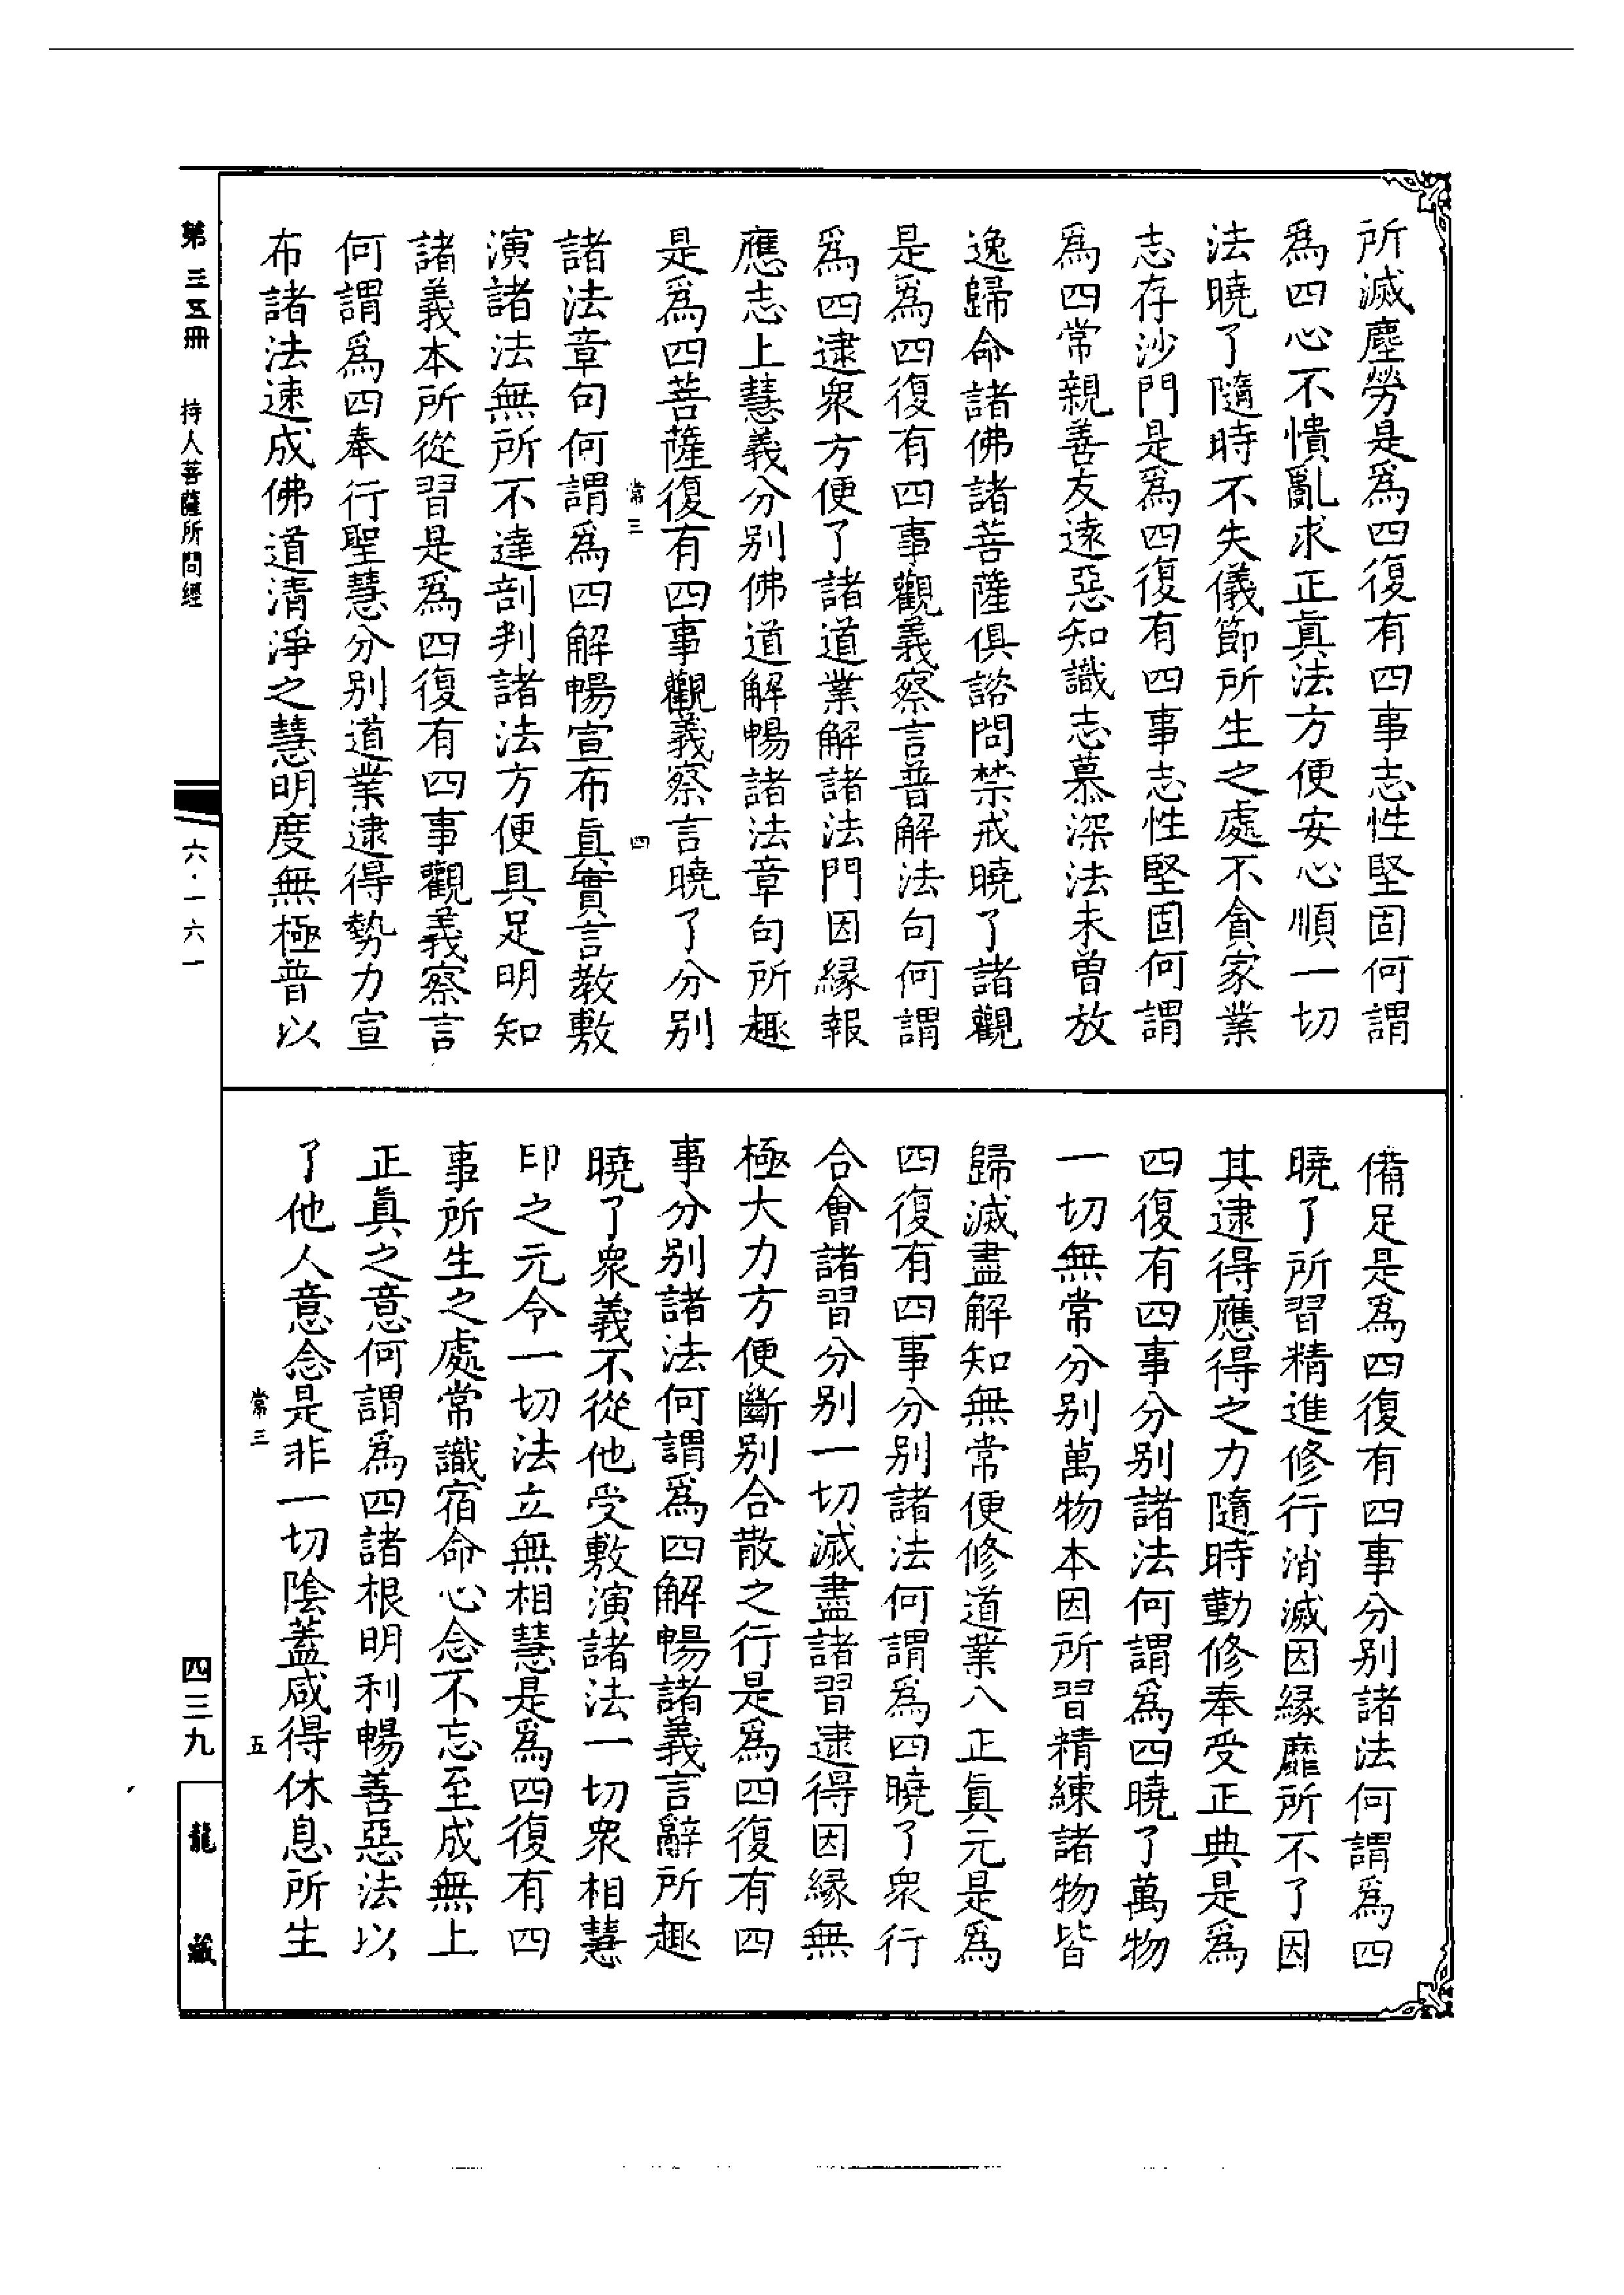 所滅塵勞是爲四復有四事志性堅固何謂
爲四心不憒亂求正眞法方便安心順一切
法曉了隨時不失儀節所生之處不貪家業
志存沙門是爲四復有四事志性堅固何謂
爲四常親善友遠惡知識志慕深法未曾放
逸歸命諸佛諸菩薩俱諮問禁戒曉了諸觀
是爲四復有四事觀義察言普解法句何謂
爲四逮衆方便了諸道業解諸法門因緣報
應志上慧義分别佛道解暢諸法章句所趣
是爲四菩薩復有四事觀義察言曉了分别
常三 四
諸法章句何謂爲四解暢宣布眞實言教敷
演諸法無所不達剖判諸法方便具足明知
諸義本所從習是爲四復有四事觀義察言
何謂爲四奉行聖慧分别道業逮得勢力宣
布諸法速成佛道清淨之慧明度無極普以
備足是爲四復有四事分别諸法何謂爲四
曉了所習精進修行消滅因緣靡所不了因
其逮得應得之力隨時勤修奉受正典是爲
四復有四事分别諸法何謂爲四曉了萬物
一切無常分别萬物本因所習精練諸物皆
歸滅盡解知無常便修道業八正眞元是爲
四復有四事分别諸法何謂爲四曉了衆行
合會諸習分别一切滅盡諸習逮得因緣無
極大力方便斷别合散之行是爲四復有四
事分别諸法何謂爲四解暢諸義言辭所趣
曉了衆義不從他受敷演諸法一切衆相慧
印之元令一切法立無相慧是爲四復有四
事所生之處常識宿命心念不忘至成無上
正眞之意何謂爲四諸根明利暢善惡法以
了他人意念是非一切陰蓋咸得休息所生
常三 五
第三五册 持人菩薩所問經
六·一六一
四三九
龍藏